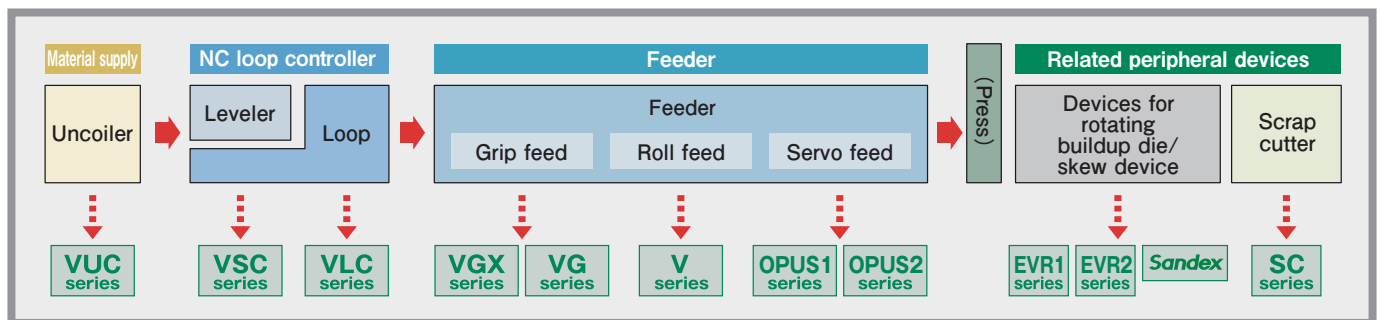 Material supply
NC loop controller
Feeder
Related peripheral devices
Uncoiler
Leveler
Loop
Feeder
Grip feed
Roll feed
Servo feed
(Press)
Devices for
rotating
buildup die/
skew device
Scrap
cutter
VUC
series
VSC
series
VLC
series
VGX
series
VG
series
V
series
OPUS1
series
OPUS2
series
EVR1
series
EVR2
series
Sandex
SC
series